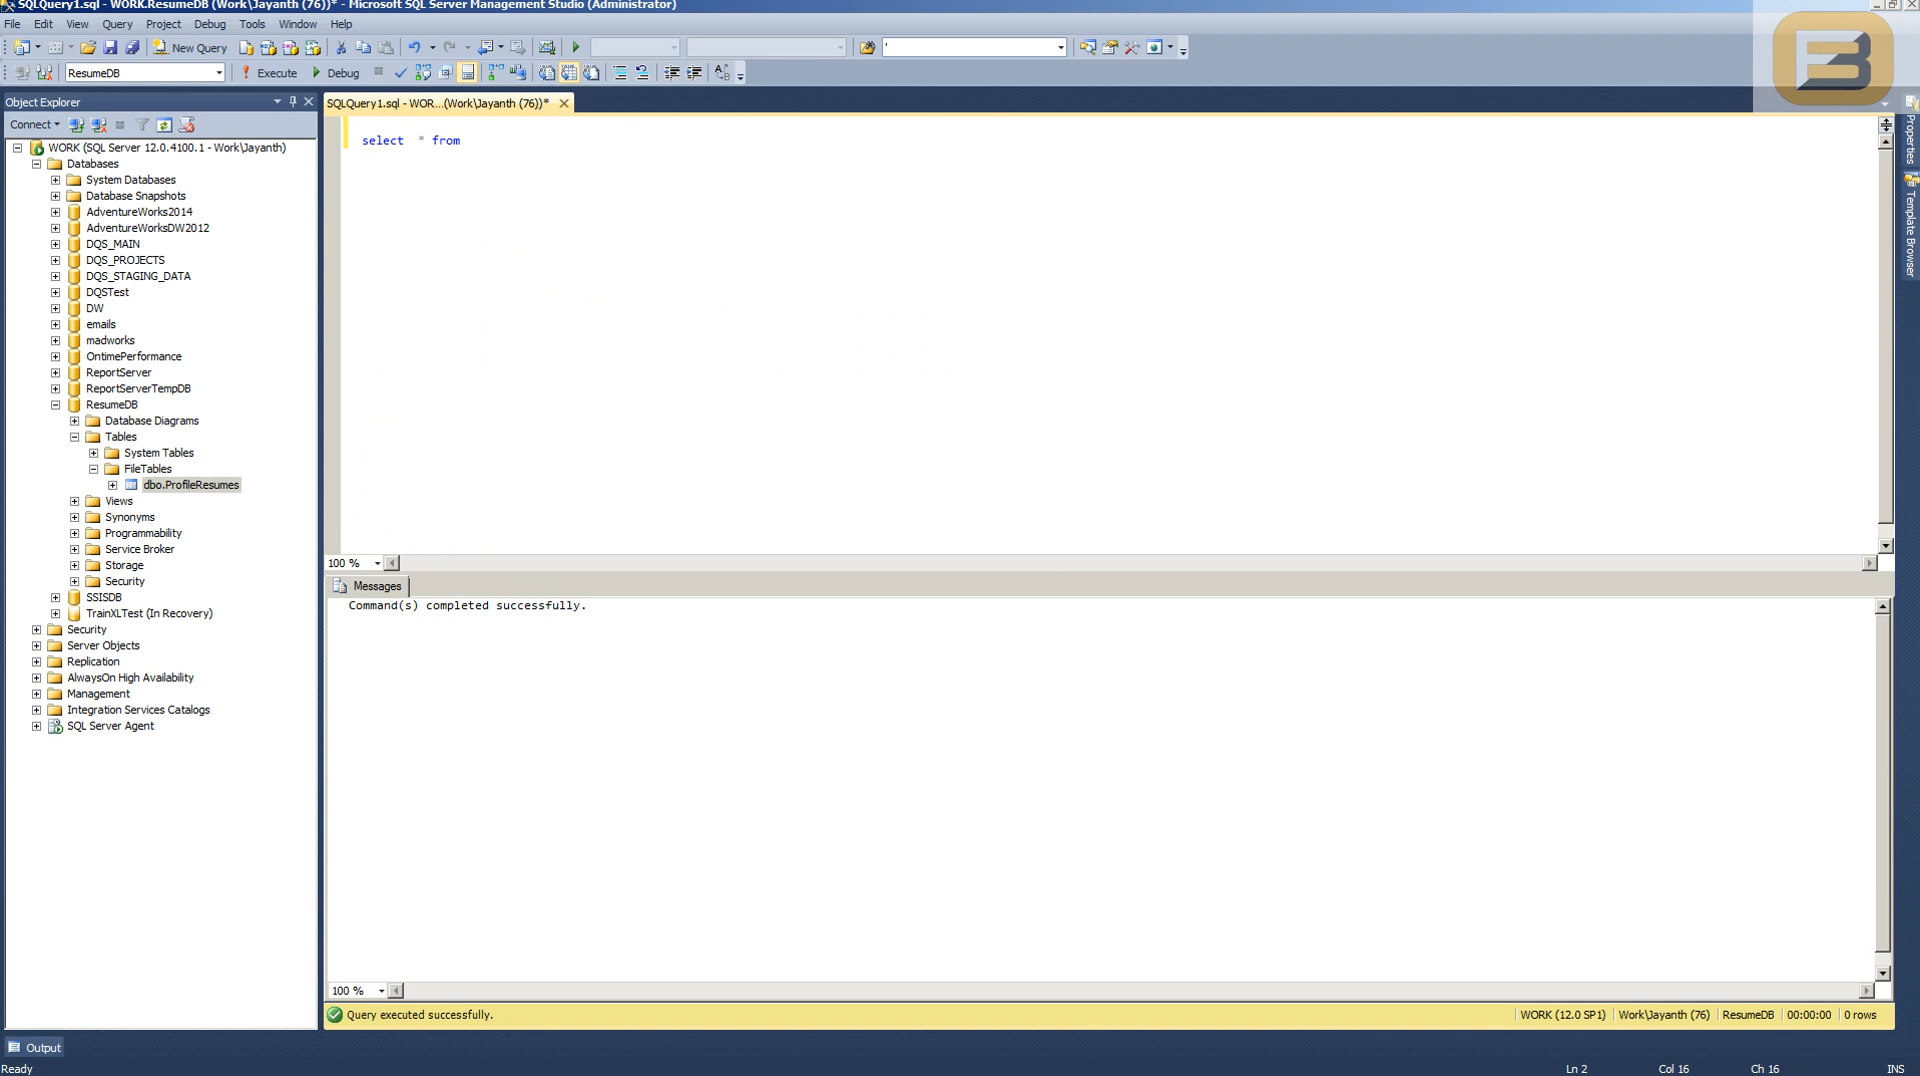 SQLQuery1.sql - WORK.ResumeDB (Work\Jayanth (76))* - Microsoft SQL Server Management Studio (Administrator)
File Edit View Query Project Debug Tools Window Help
New Query '
ResumeDB Execute Debug
Object Explorer
SQLQuery1.sql - WOR...(Work\Jayanth (76))*
Connect
select * from
WORK (SQL Server 12.0.4100.1 - Work\Jayanth)
Databases
System Databases
Database Snapshots
AdventureWorks2014
AdventureWorksDW2012
DQS_MAIN
DQS_PROJECTS
DQS_STAGING_DATA
DQSTest
DW
emails
madworks
OntimePerformance
ReportServer
ReportServerTempDB
ResumeDB
Database Diagrams
Tables
System Tables
FileTables
dbo.ProfileResumes
Views
Synonyms
Programmability
Service Broker
Storage
Security
SSISDB
TrainXLTest (In Recovery)
Security
Server Objects
Replication
AlwaysOn High Availability
Management
Integration Services Catalogs
SQL Server Agent
100 %
Messages
Command(s) completed successfully.
100 %
Query executed successfully. WORK (12.0 SP1) Work\Jayanth (76) ResumeDB 00:00:00 0 rows
Properties
Template Browser
Output
Ready Ln 2 Col 16 Ch 16 INS